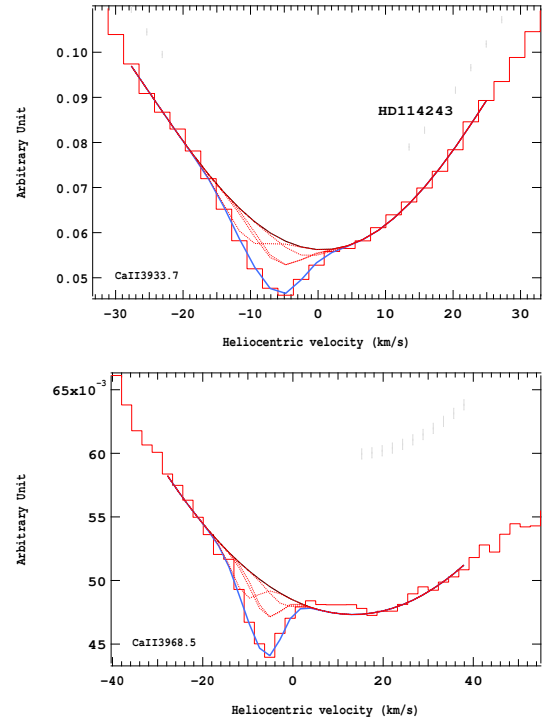 0.10
0.09
0.08
0.07
0.06
0.05
Arbitzary Unit
HD114243
CaII3933.7
-30 -20 -10 0 10 20 30
Heliocentric velocity (km/s)
65x10-3
60
55
50
45
Arbitzary Unit
CaII3968.5
-40 -20 0 20 40
Heliocentric velocity (km/s)